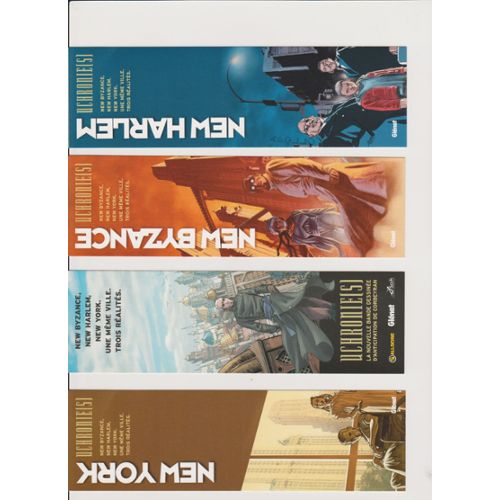 UCHRONIE[S]
NEW BYZANCE,
NEW HARLEM,
NEW YORK,
UNE MÊME VILLE.
TROIS RÉALITÉS.
NEW HARLEM
Glénat
UCHRONIE[S]
NEW BYZANCE,
NEW HARLEM,
NEW YORK,
UNE MÊME VILLE.
TROIS RÉALITÉS.
NEW BYZANCE
Glénat
NEW BYZANCE,
NEW HARLEM,
NEW YORK,
UNE MÊME VILLE.
TROIS RÉALITÉS.
UCHRONIE[S]
LA NOUVELLE BANDE DESSINÉE
D'ANTICIPATION DE CORBEYRAN
Glénat
UCHRONIE[S]
NEW BYZANCE,
NEW HARLEM,
NEW YORK,
UNE MÊME VILLE.
TROIS RÉALITÉS.
NEW YORK
Glénat